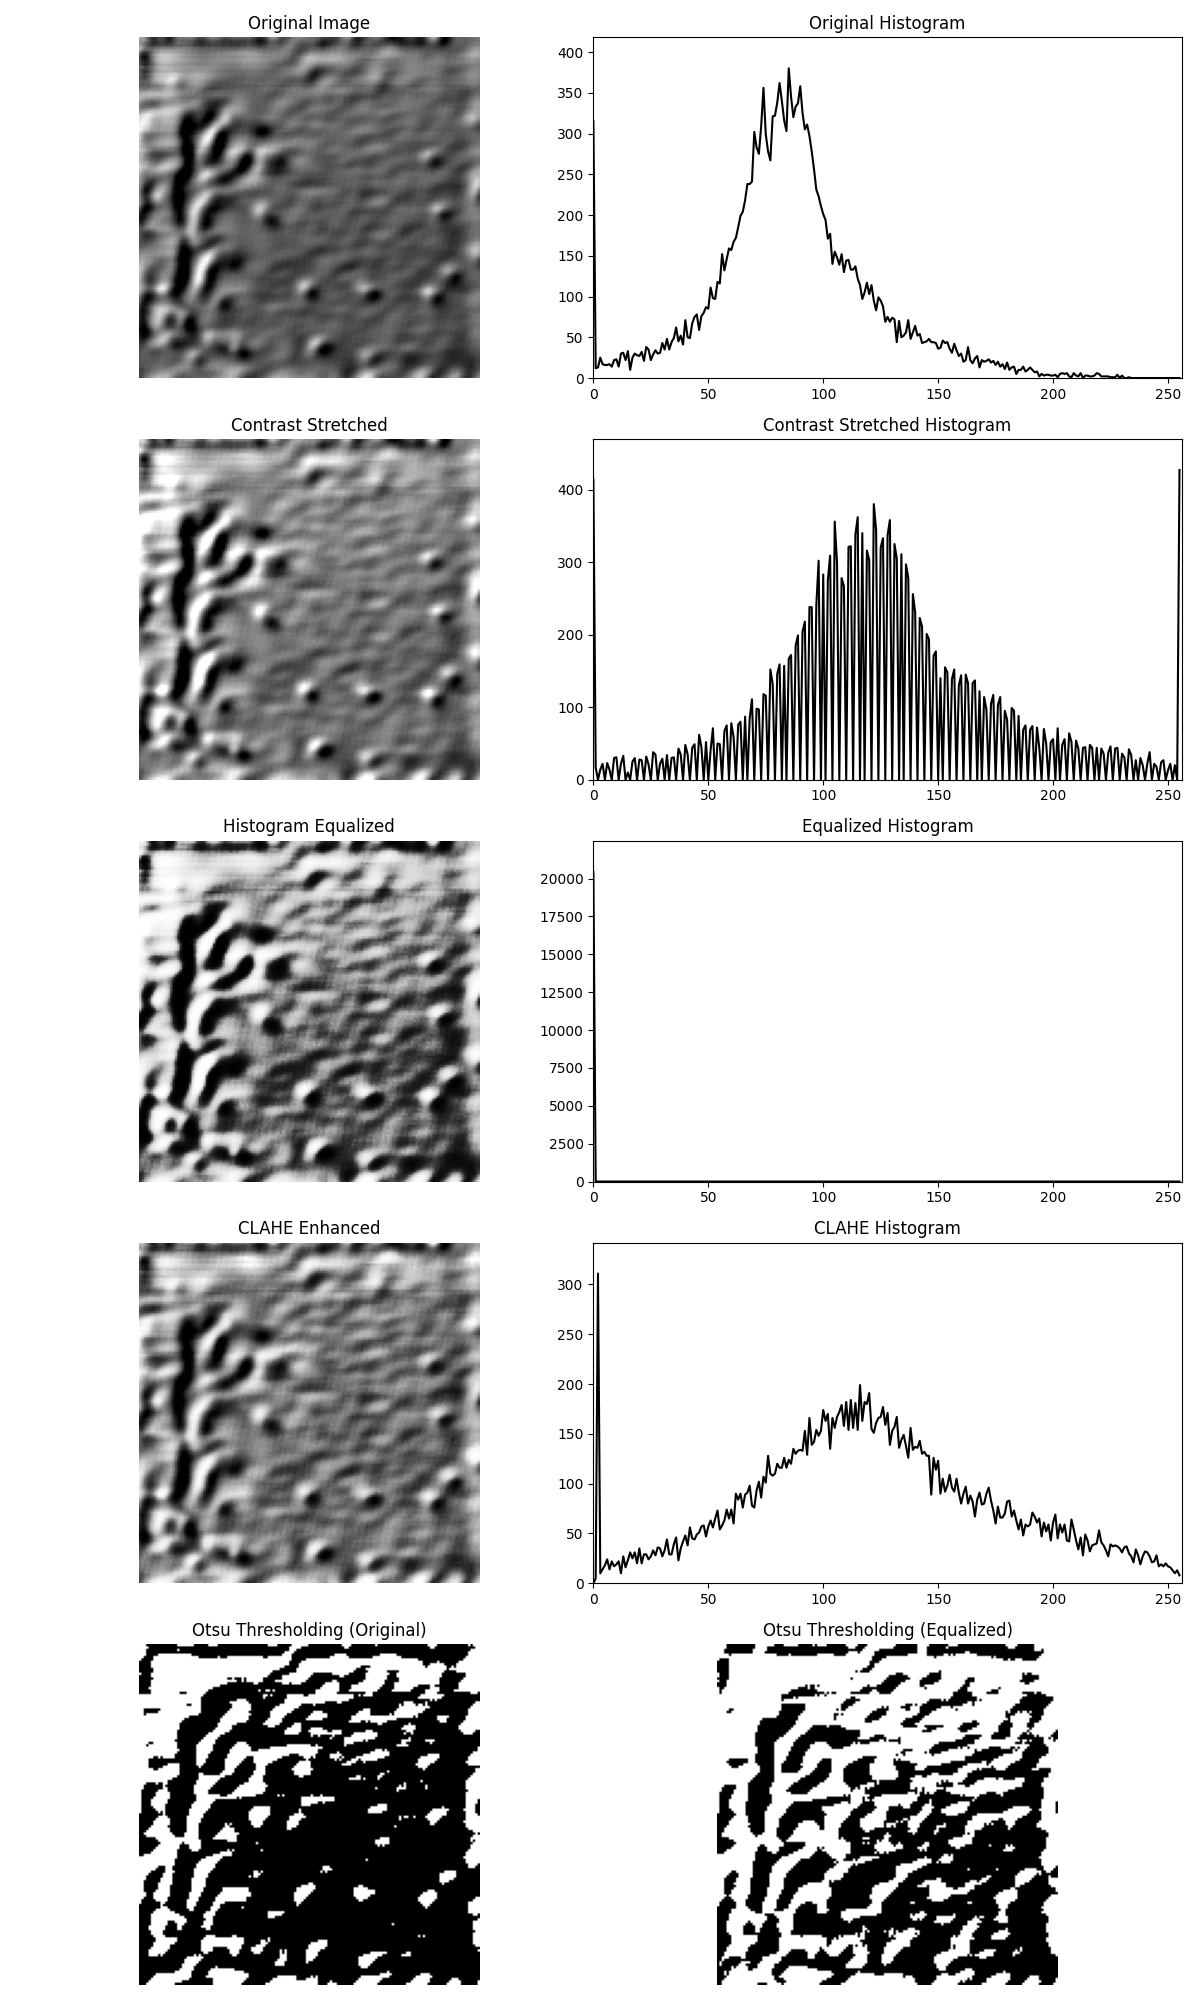 Original Image
Original Histogram
400
350
300
250
200
150
100
50
0
0 50 100 150 200 250
Contrast Stretched
Contrast Stretched Histogram
400
300
200
100
0
0 50 100 150 200 250
Histogram Equalized
Equalized Histogram
20000
17500
15000
12500
10000
7500
5000
2500
0
0 50 100 150 200 250
CLAHE Enhanced
CLAHE Histogram
300
250
200
150
100
50
0
0 50 100 150 200 250
Otsu Thresholding (Original)
Otsu Thresholding (Equalized)